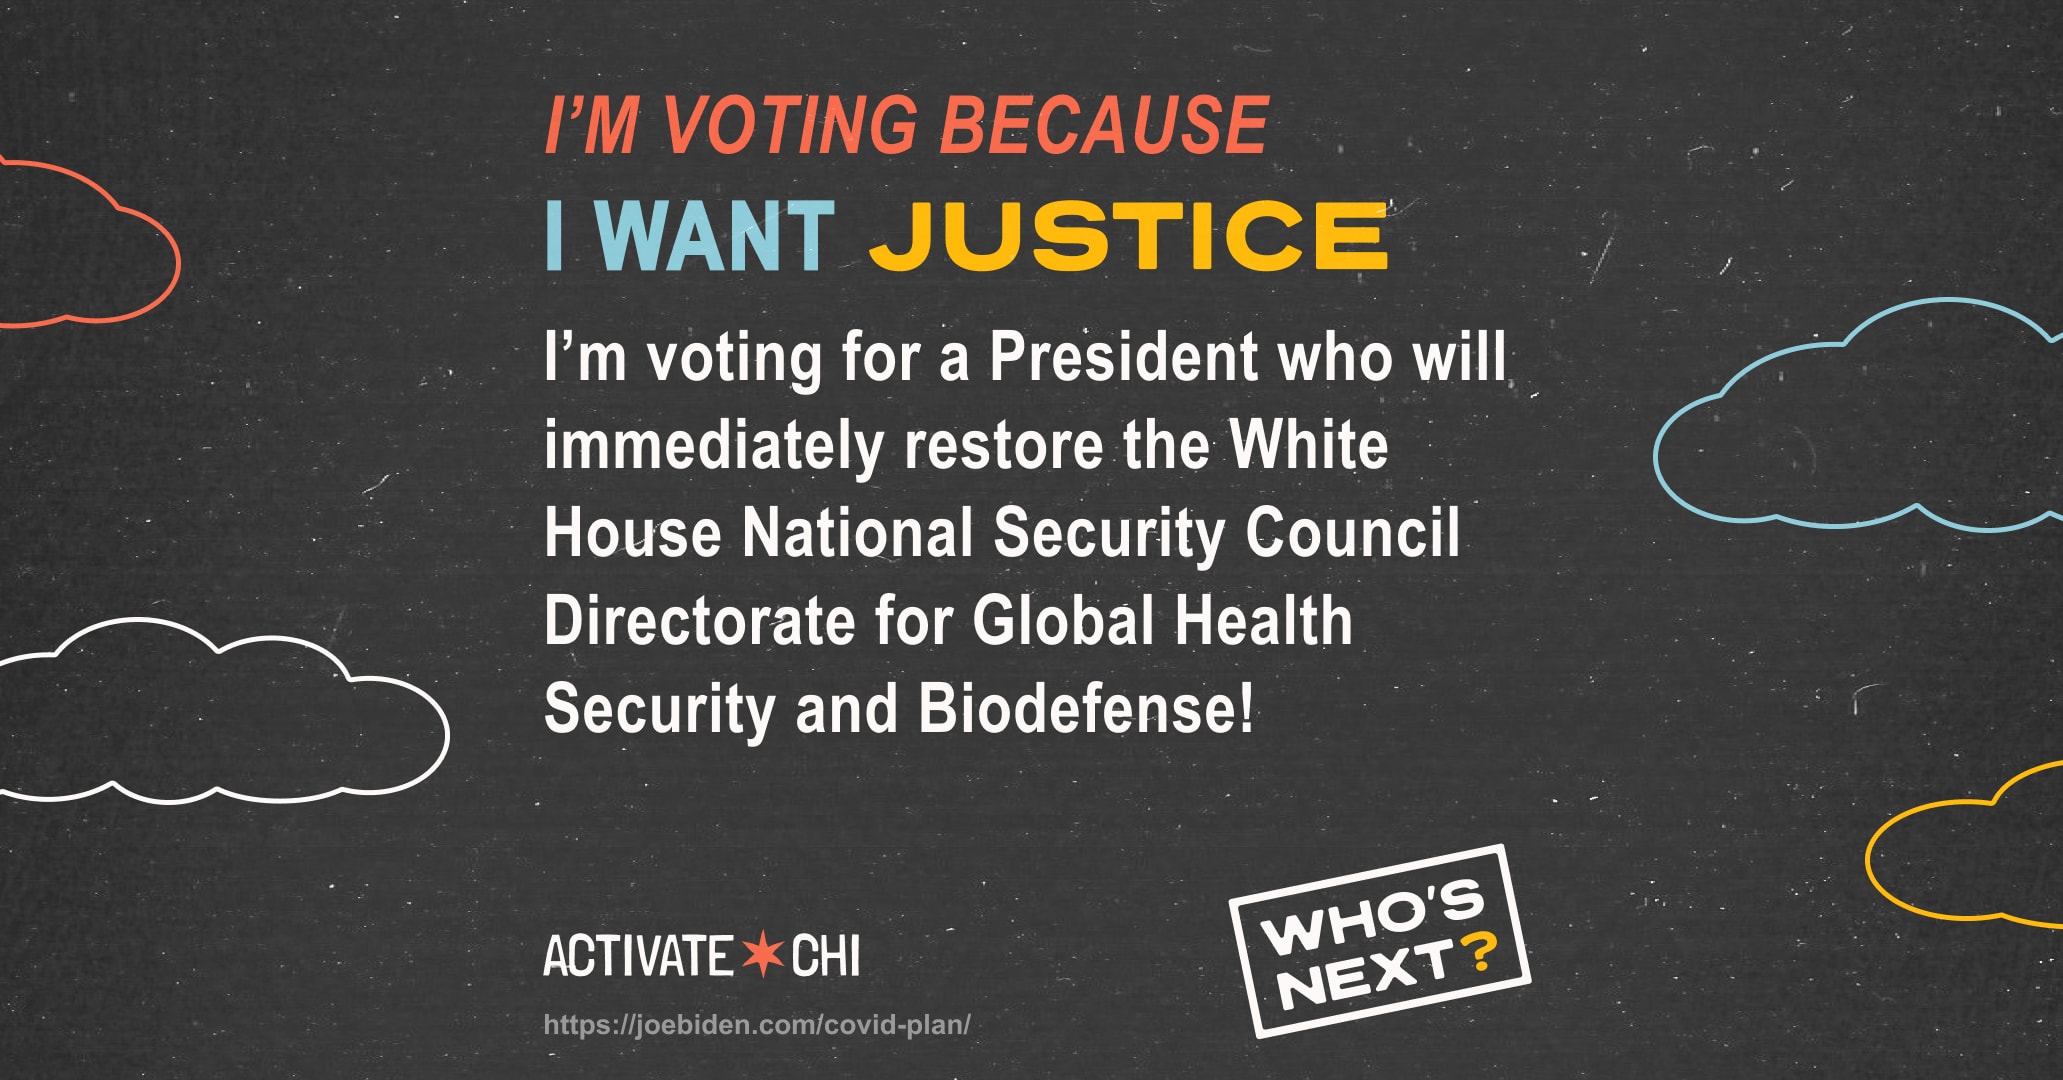 I’M VOTING BECAUSE
I WANT JUSTICE
I’m voting for a President who will
immediately restore the White
House National Security Council
Directorate for Global Health
Security and Biodefense!
ACTIVATE CHI
https://joebiden.com/covid-plan/
WHO’S
NEXT?